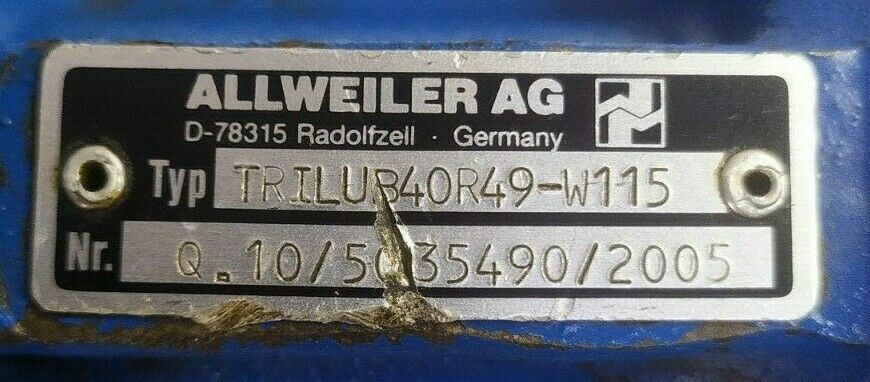 ALLWEILER AG
D-78315 Radolfzell · Germany
Typ TRILUB40R49-W115
Nr. Q.10/5035490/2005